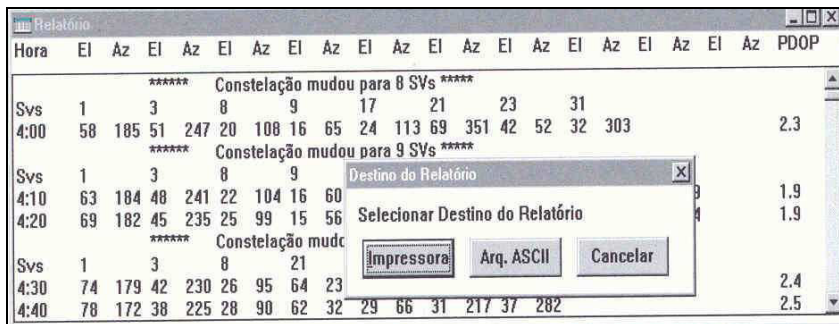 Relatório
Hora El Az El Az El Az El Az El Az El Az El Az El Az El Az El Az PDOP
****** Constelação mudou para 8 SVs *****
Svs 1 3 8 9 17 21 23 31
4:00 58 185 51 247 20 108 16 65 24 113 69 351 42 52 32 303 2.3
****** Constelação mudou para 9 SVs *****
Svs 1 3 8 9
4:10 63 184 48 241 22 104 16 60 1.9
4:20 69 182 45 235 25 99 15 56 1.9
****** Constelação
Svs 1 3 8 21
4:30 74 179 42 230 26 95 64 23 2.4
4:40 78 172 38 225 28 90 62 32 29 66 31 217 37 282 2.5
Destino do Relatório
Selecionar Destino do Relatório
Impressora Arq. ASCII Cancelar